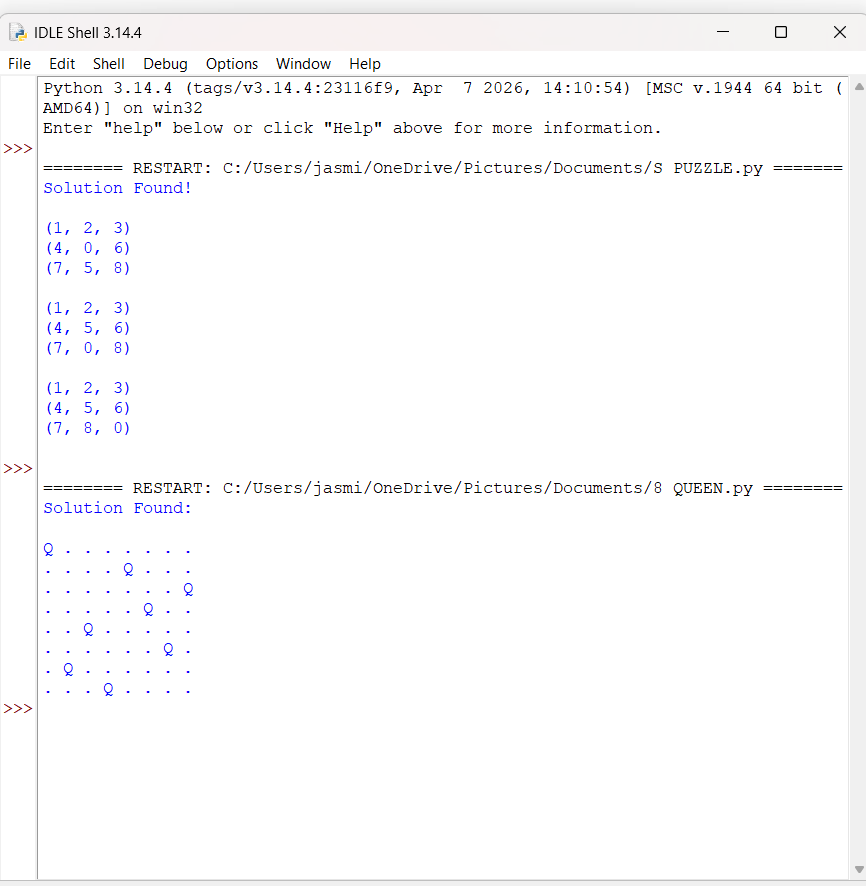 IDLE Shell 3.14.4
File Edit Shell Debug Options Window Help
Python 3.14.4 (tags/v3.14.4:23116f9, Apr  7 2026, 14:10:54) [MSC v.1944 64 bit (
AMD64)] on win32
Enter "help" below or click "Help" above for more information.
>>>
======== RESTART: C:/Users/jasmi/OneDrive/Pictures/Documents/S PUZZLE.py =======
Solution Found!

(1, 2, 3)
(4, 0, 6)
(7, 5, 8)

(1, 2, 3)
(4, 5, 6)
(7, 0, 8)

(1, 2, 3)
(4, 5, 6)
(7, 8, 0)

>>>
======== RESTART: C:/Users/jasmi/OneDrive/Pictures/Documents/8 QUEEN.py ========
Solution Found:

Q . . . . . . .
. . . . Q . . .
. . . . . . . Q
. . . . . Q . .
. . Q . . . . .
. . . . . . Q .
. Q . . . . . .
. . . Q . . . .
>>>